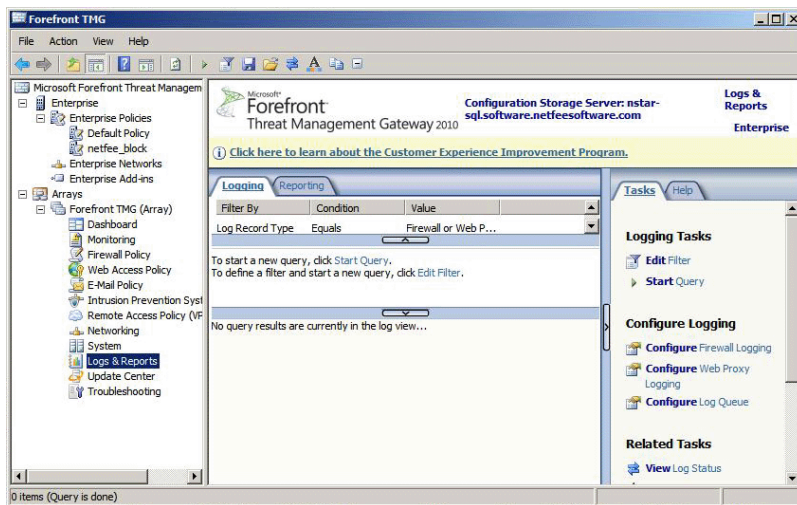 Forefront TMG
File Action View Help
Microsoft Forefront Threat Managem
Enterprise
Enterprise Policies
Default Policy
netfee_block
Enterprise Networks
Enterprise Add-ins
Arrays
Forefront TMG (Array)
Dashboard
Monitoring
Firewall Policy
Web Access Policy
E-Mail Policy
Intrusion Prevention Syst
Remote Access Policy (VF
Networking
System
Logs & Reports
Update Center
Troubleshooting
Microsoft
Forefront
Threat Management Gateway 2010
Configuration Storage Server: nstar-
sql.software.netfeesoftware.com
Logs &
Reports
Enterprise
Click here to learn about the Customer Experience Improvement Program.
Logging Reporting
Filter By Condition Value
Log Record Type Equals Firewall or Web P...
To start a new query, click Start Query.
To define a filter and start a new query, click Edit Filter.
No query results are currently in the log view...
Tasks Help
Logging Tasks
Edit Filter
Start Query
Configure Logging
Configure Firewall Logging
Configure Web Proxy
Logging
Configure Log Queue
Related Tasks
View Log Status
0 items (Query is done)